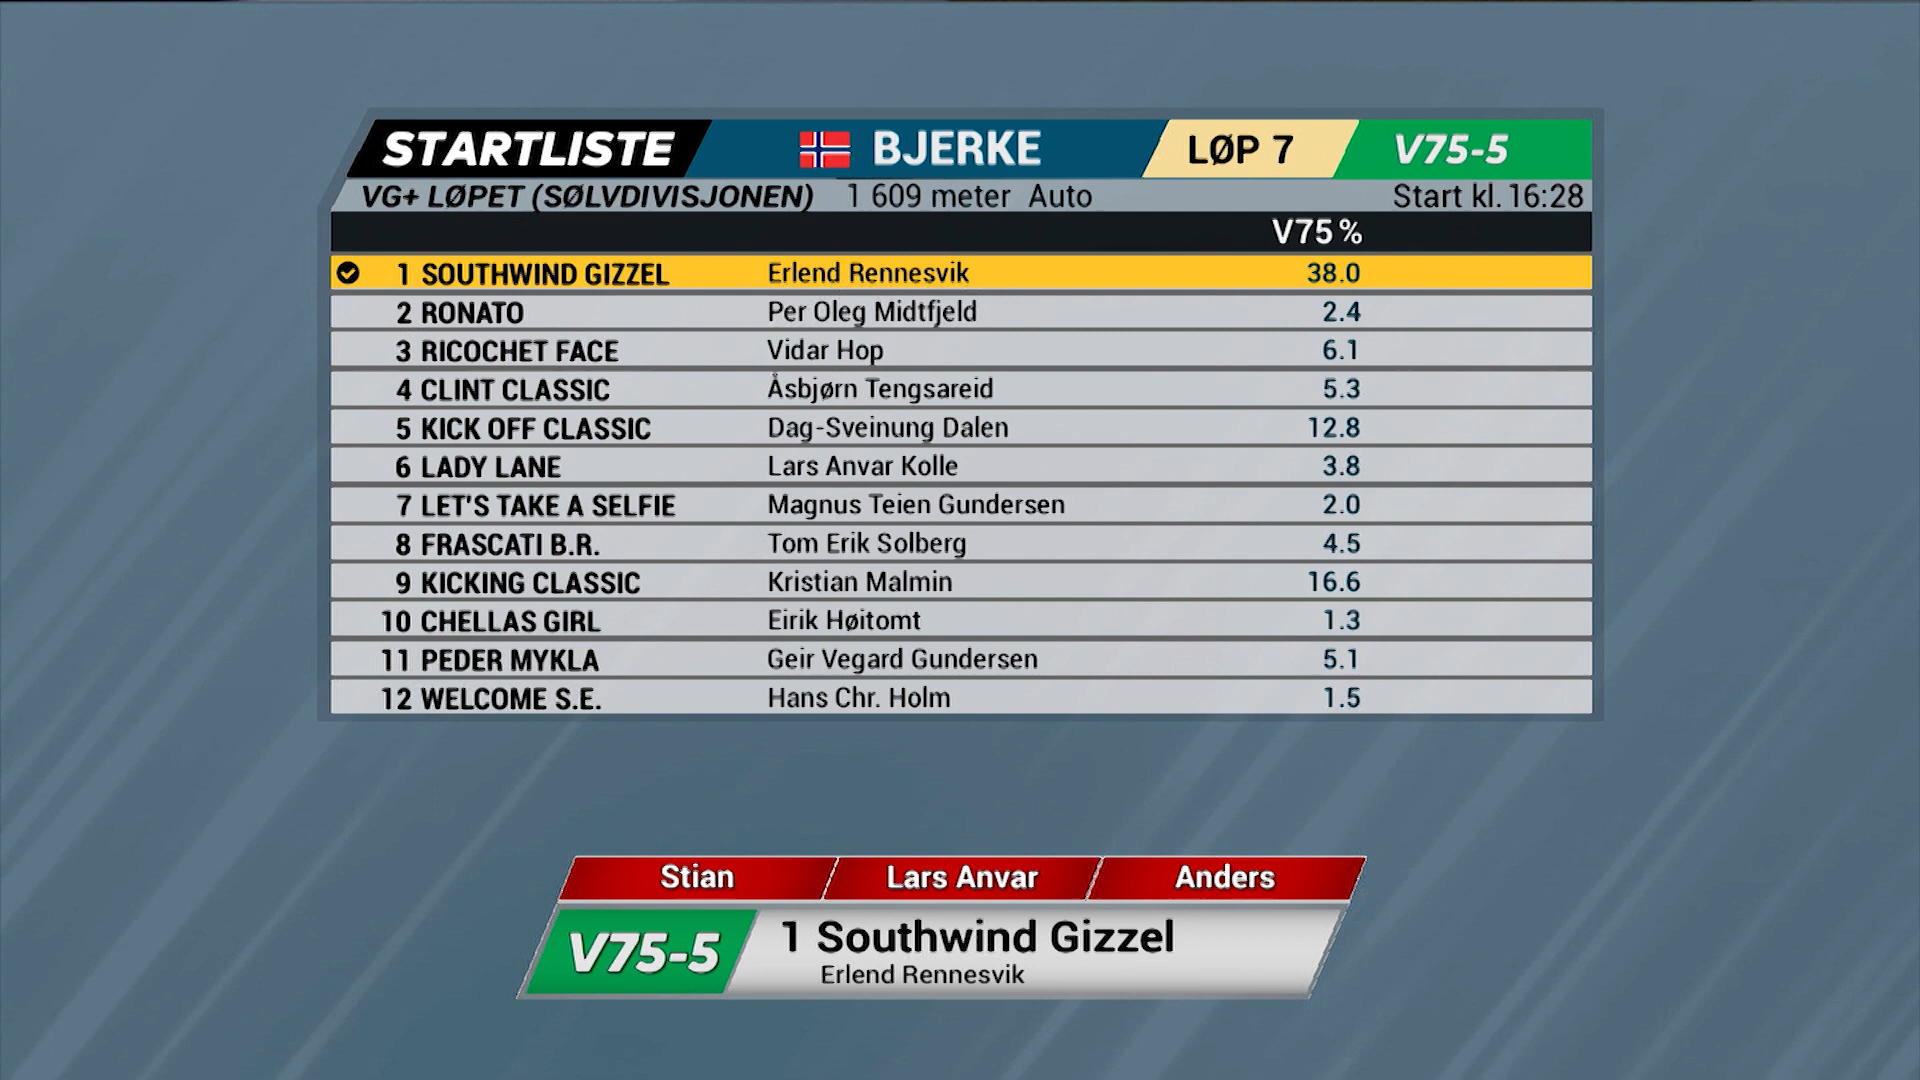 STARTLISTE BJERKE LØP 7 V75-5
VG+ LØPET (SØLVDIVISJONEN) 1 609 meter Auto Start kl. 16:28
V75 %
1 SOUTHWIND GIZZEL Erlend Rennesvik 38.0
2 RONATO Per Oleg Midtfjeld 2.4
3 RICOCHET FACE Vidar Hop 6.1
4 CLINT CLASSIC Åsbjørn Tengsareid 5.3
5 KICK OFF CLASSIC Dag-Sveinung Dalen 12.8
6 LADY LANE Lars Anvar Kolle 3.8
7 LET'S TAKE A SELFIE Magnus Teien Gundersen 2.0
8 FRASCATI B.R. Tom Erik Solberg 4.5
9 KICKING CLASSIC Kristian Malmin 16.6
10 CHELLAS GIRL Eirik Høitomt 1.3
11 PEDER MYKLA Geir Vegard Gundersen 5.1
12 WELCOME S.E. Hans Chr. Holm 1.5
Stian Lars Anvar Anders
V75-5 1 Southwind Gizzel
Erlend Rennesvik